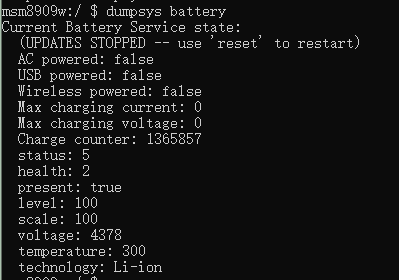 msm8909w:/ $ dumpsys battery
Current Battery Service state:
(UPDATES STOPPED -- use 'reset' to restart)
AC powered: false
USB powered: false
Wireless powered: false
Max charging current: 0
Max charging voltage: 0
Charge counter: 1365857
status: 5
health: 2
present: true
level: 100
scale: 100
voltage: 4378
temperature: 300
technology: Li-ion